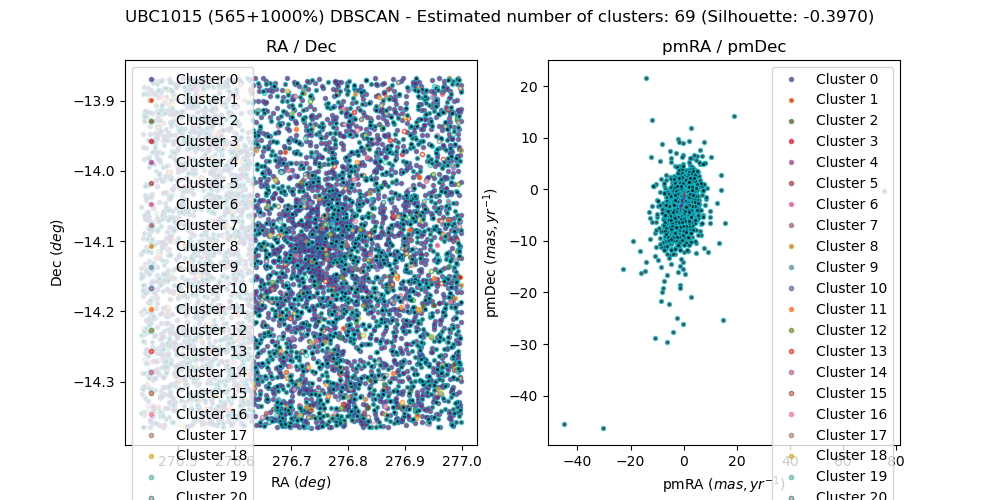 UBC1015 (565+1000%) DBSCAN - Estimated number of clusters: 69 (Silhouette: -0.3970)
RA / Dec
Dec (deg)
−13.9
−14.0
−14.1
−14.2
−14.3
Cluster 0
Cluster 1
Cluster 2
Cluster 3
Cluster 4
Cluster 5
Cluster 6
Cluster 7
Cluster 8
Cluster 9
Cluster 10
Cluster 11
Cluster 12
Cluster 13
Cluster 14
Cluster 15
Cluster 16
Cluster 17
Cluster 18
Cluster 19
Cluster 20
276.5 276.6 276.7 276.8 276.9 277.0
RA (deg)
pmRA / pmDec
pmDec (mas, yr⁻¹)
20
10
0
−10
−20
−30
−40
Cluster 0
Cluster 1
Cluster 2
Cluster 3
Cluster 4
Cluster 5
Cluster 6
Cluster 7
Cluster 8
Cluster 9
Cluster 10
Cluster 11
Cluster 12
Cluster 13
Cluster 14
Cluster 15
Cluster 16
Cluster 17
Cluster 18
Cluster 19
Cluster 20
−40 −20 0 20 40 60 80
pmRA (mas, yr⁻¹)